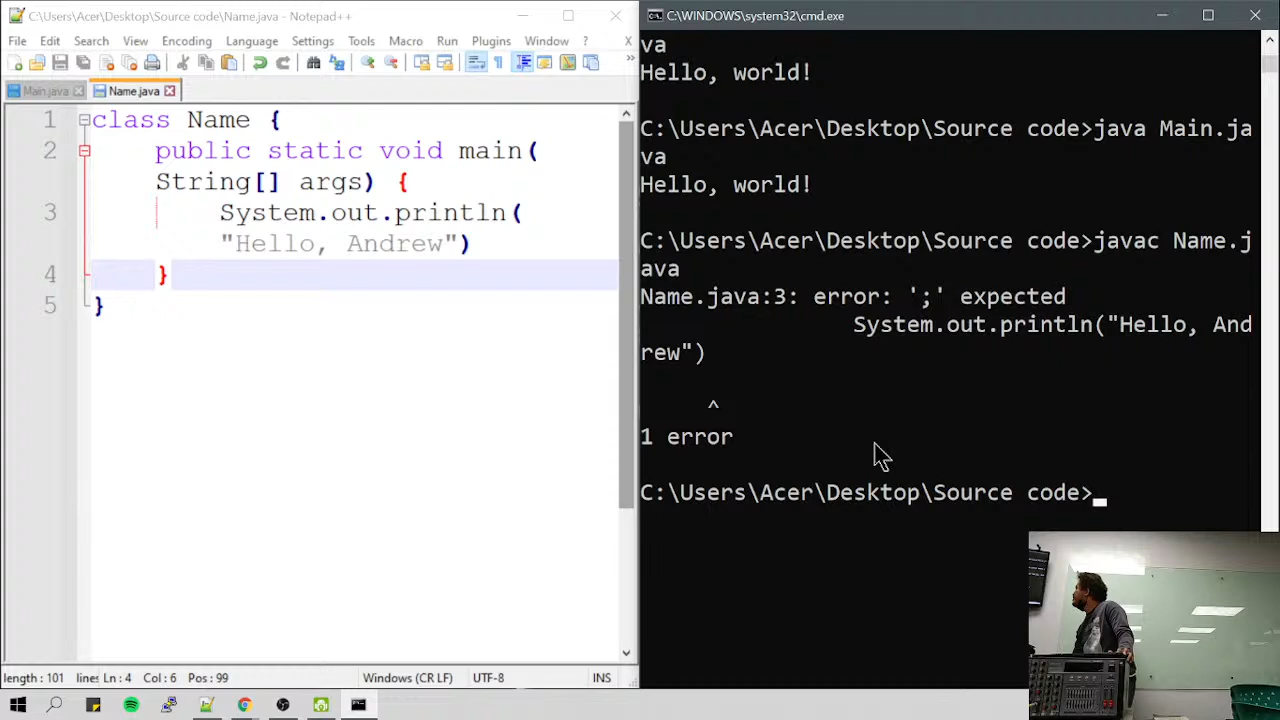 C:\Users\Acer\Desktop\Source code\Name.java - Notepad++
File Edit Search View Encoding Language Settings Tools Macro Run Plugins Window ? X
Main.java Name.java
1 class Name {
2 public static void main(
String[] args) {
3 System.out.println(
"Hello, Andrew")
4 }
5 }
length: 101 lines Ln: 4 Col: 6 Pos: 99 Windows (CR LF) UTF-8 INS
C:\WINDOWS\system32\cmd.exe
va
Hello, world!
C:\Users\Acer\Desktop\Source code>java Main.ja
va
Hello, world!
C:\Users\Acer\Desktop\Source code>javac Name.j
ava
Name.java:3: error: ';' expected
System.out.println("Hello, And
rew")
^
1 error
C:\Users\Acer\Desktop\Source code>